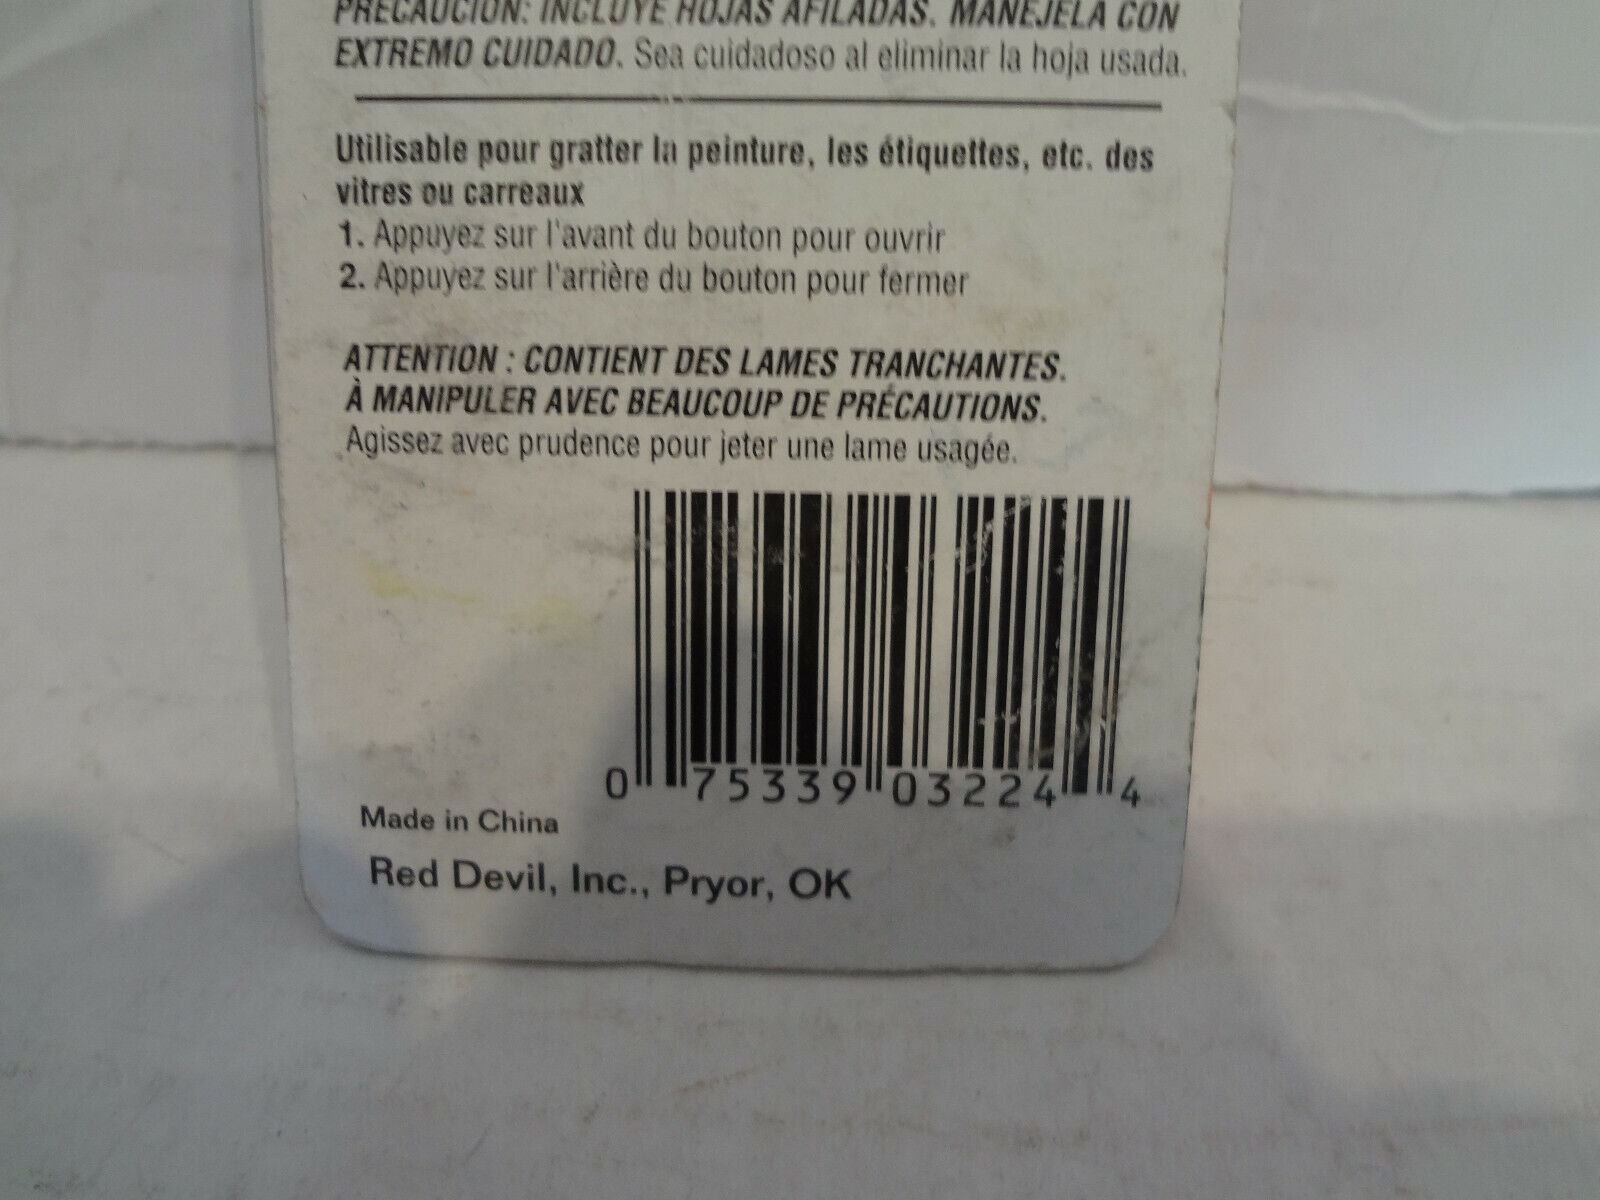 PRECAUCIÓN: INCLUYE HOJAS AFILADAS. MANÉJELA CON
EXTREMO CUIDADO. Sea cuidadoso al eliminar la hoja usada.
Utilisable pour gratter la peinture, les étiquettes, etc. des
vitres ou carreaux
1. Appuyez sur l'avant du bouton pour ouvrir
2. Appuyez sur l'arrière du bouton pour fermer
ATTENTION : CONTIENT DES LAMES TRANCHANTES.
À MANIPULER AVEC BEAUCOUP DE PRÉCAUTIONS.
Agissez avec prudence pour jeter une lame usagée.
0 75339 03224 4
Made in China
Red Devil, Inc., Pryor, OK